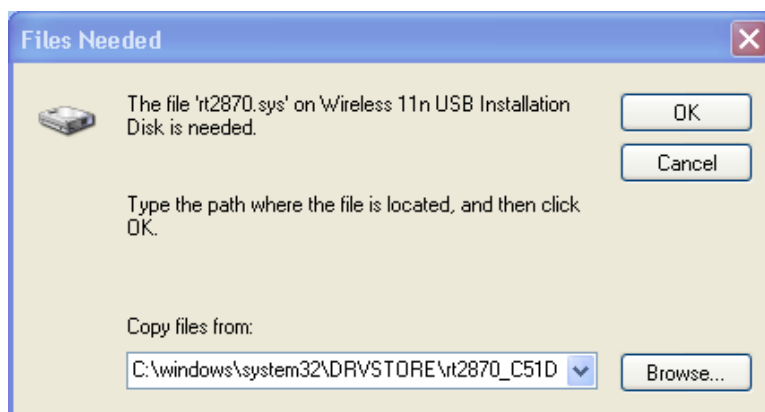 Files Needed
The file 'rt2870.sys' on Wireless 11n USB Installation
Disk is needed.
OK
Cancel
Type the path where the file is located, and then click
OK.
Copy files from:
C:\windows\system32\DRVSTORE\rt2870_C51D
Browse...